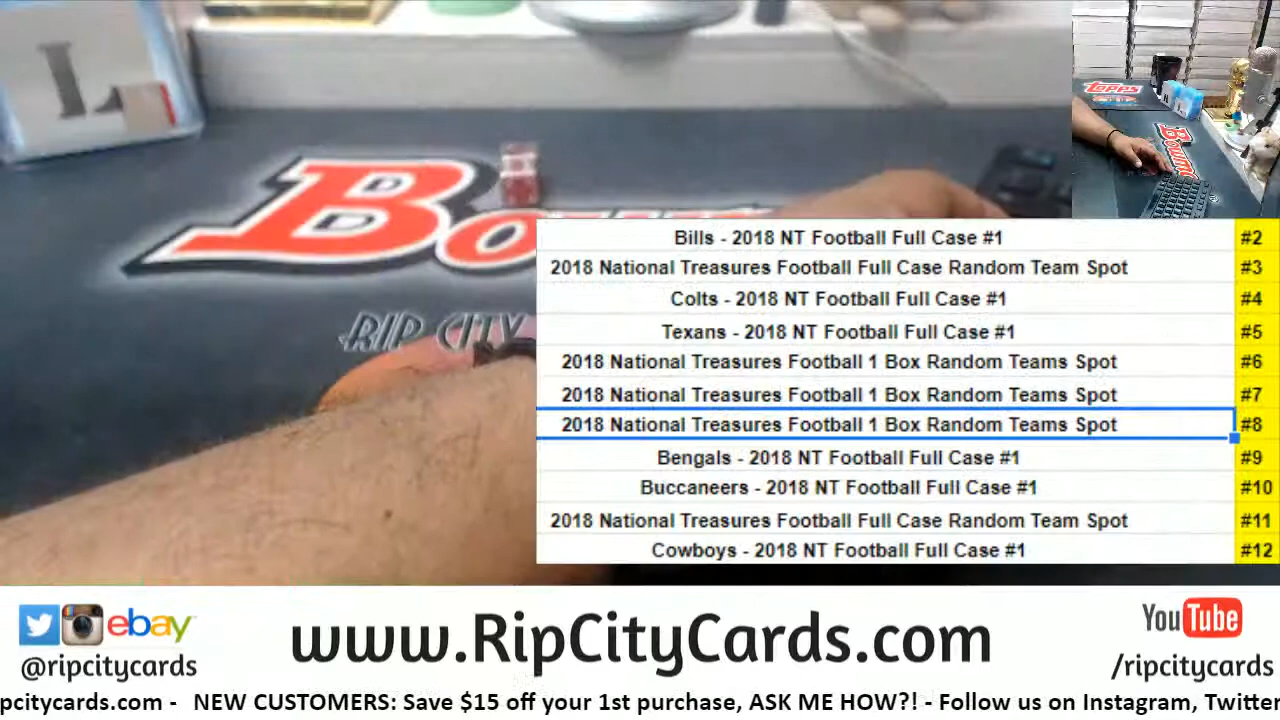 L
TOPPS
N
L
BOWM
BOW
RIP CITY
Bills - 2018 NT Football Full Case #1 #2
2018 National Treasures Football Full Case Random Team Spot #3
Colts - 2018 NT Football Full Case #1 #4
Texans - 2018 NT Football Full Case #1 #5
2018 National Treasures Football 1 Box Random Teams Spot #6
2018 National Treasures Football 1 Box Random Teams Spot #7
2018 National Treasures Football 1 Box Random Teams Spot #8
Bengals - 2018 NT Football Full Case #1 #9
Buccaneers - 2018 NT Football Full Case #1 #10
2018 National Treasures Football Full Case Random Team Spot #11
Cowboys - 2018 NT Football Full Case #1 #12
ebay
@ripcitycards
www.RipCityCards.com
YouTube
/ripcitycards
pcitycards.com - NEW CUSTOMERS: Save $15 off your 1st purchase, ASK ME HOW?! - Follow us on Instagram, Twitter